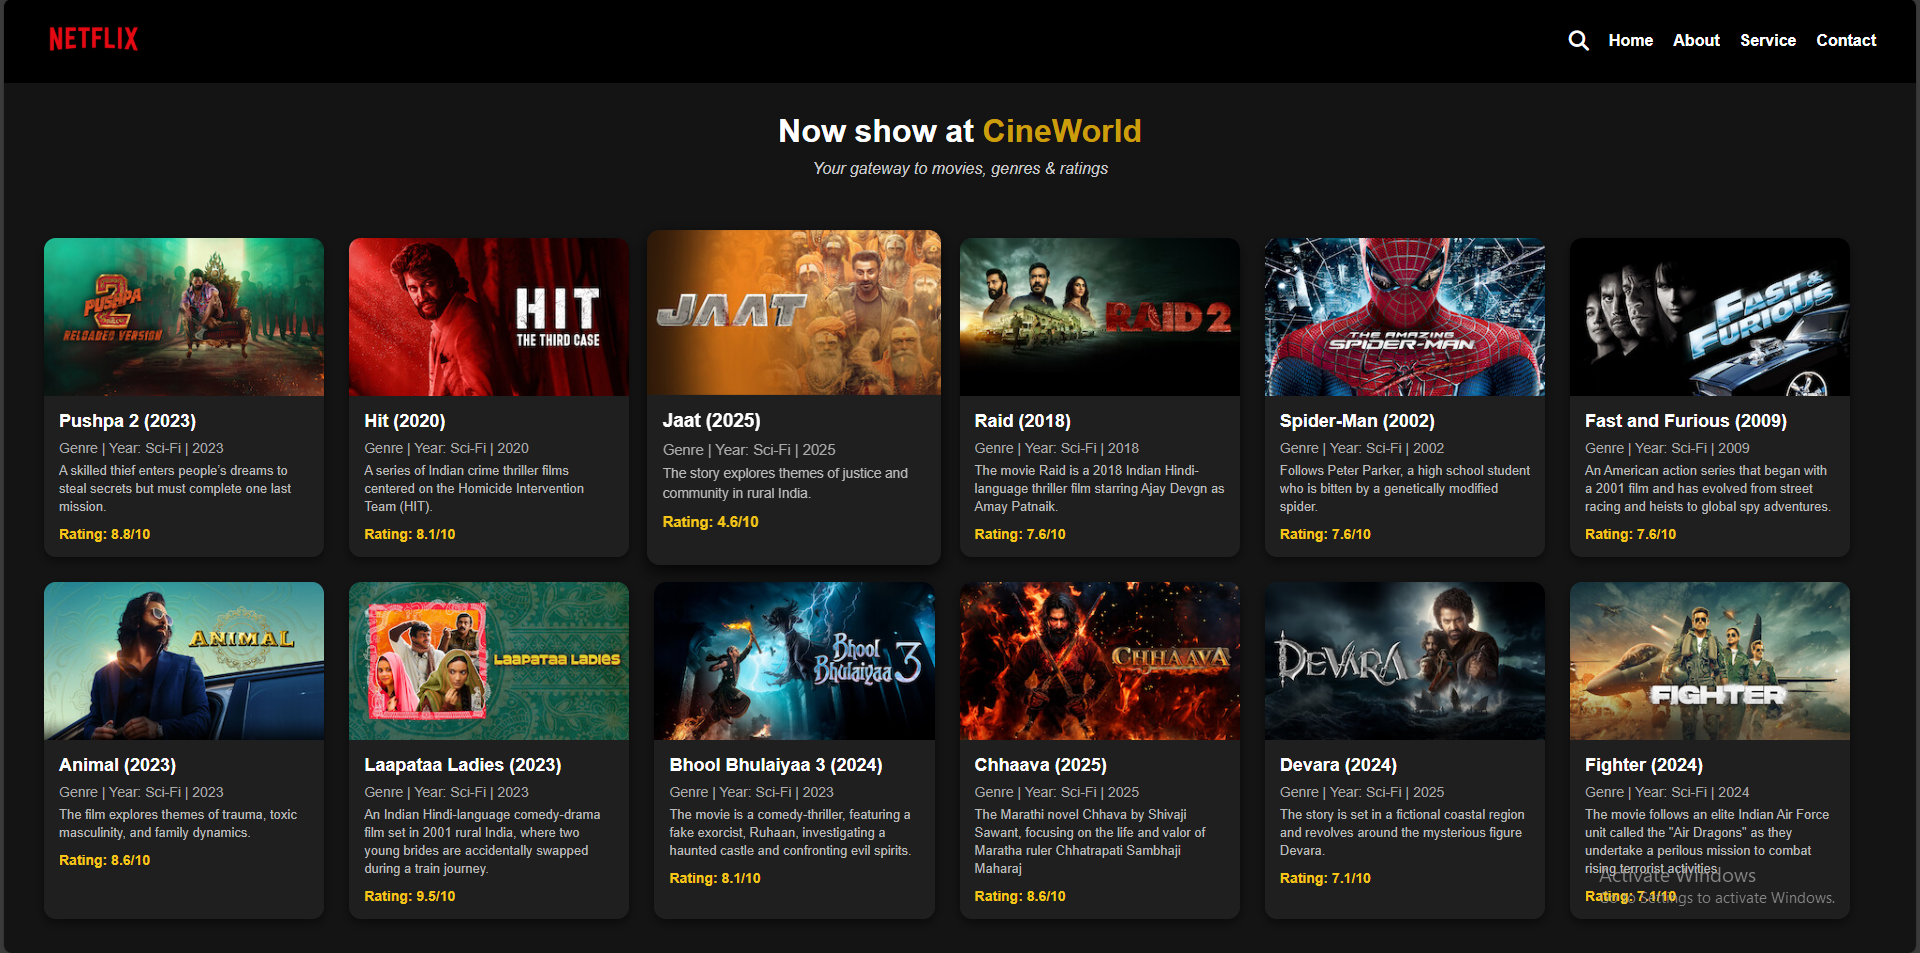 NETFLIX
Home About Service Contact
Now show at CineWorld
Your gateway to movies, genres & ratings
2
PUSHPA
RELOADED VERSION
Pushpa 2 (2023)
Genre | Year: Sci-Fi | 2023
A skilled thief enters people's dreams to
steal secrets but must complete one last
mission.
Rating: 8.8/10
HIT
THE THIRD CASE
Hit (2020)
Genre | Year: Sci-Fi | 2020
A series of Indian crime thriller films
centered on the Homicide Intervention
Team (HIT).
Rating: 8.1/10
JAAT
Jaat (2025)
Genre | Year: Sci-Fi | 2025
The story explores themes of justice and
community in rural India.
Rating: 4.6/10
RAID 2
Raid (2018)
Genre | Year: Sci-Fi | 2018
The movie Raid is a 2018 Indian Hindi-
language thriller film starring Ajay Devgn as
Amay Patnaik.
Rating: 7.6/10
THE AMAZING
SPIDER-MAN
Spider-Man (2002)
Genre | Year: Sci-Fi | 2002
Follows Peter Parker, a high school student
who is bitten by a genetically modified
spider.
Rating: 7.6/10
FAST &
FURIOUS
Fast and Furious (2009)
Genre | Year: Sci-Fi | 2009
An American action series that began with
a 2001 film and has evolved from street
racing and heists to global spy adventures.
Rating: 7.6/10
ANIMAL
Animal (2023)
Genre | Year: Sci-Fi | 2023
The film explores themes of trauma, toxic
masculinity, and family dynamics.
Rating: 8.6/10
LAAPATAA LADIES
Laapataa Ladies (2023)
Genre | Year: Sci-Fi | 2023
An Indian Hindi-language comedy-drama
film set in 2001 rural India, where two
young brides are accidentally swapped
during a train journey.
Rating: 9.5/10
Bhool
Bhulaiyaa 3
Bhool Bhulaiyaa 3 (2024)
Genre | Year: Sci-Fi | 2023
The movie is a comedy-thriller, featuring a
fake exorcist, Ruhaan, investigating a
haunted castle and confronting evil spirits.
Rating: 8.1/10
CHHAAVA
Chhaava (2025)
Genre | Year: Sci-Fi | 2025
The Marathi novel Chhava by Shivaji
Sawant, focusing on the life and valor of
Maratha ruler Chhatrapati Sambhaji
Maharaj
Rating: 8.6/10
DEVARA
Devara (2024)
Genre | Year: Sci-Fi | 2025
The story is set in a fictional coastal region
and revolves around the mysterious figure
Devara.
Rating: 7.1/10
FIGHTER
Fighter (2024)
Genre | Year: Sci-Fi | 2024
The movie follows an elite Indian Air Force
unit called the "Air Dragons" as they
undertake a perilous mission to combat
rising terrorist activities
Rating: 7.1/10
Activate Windows
Go to Settings to activate Windows.